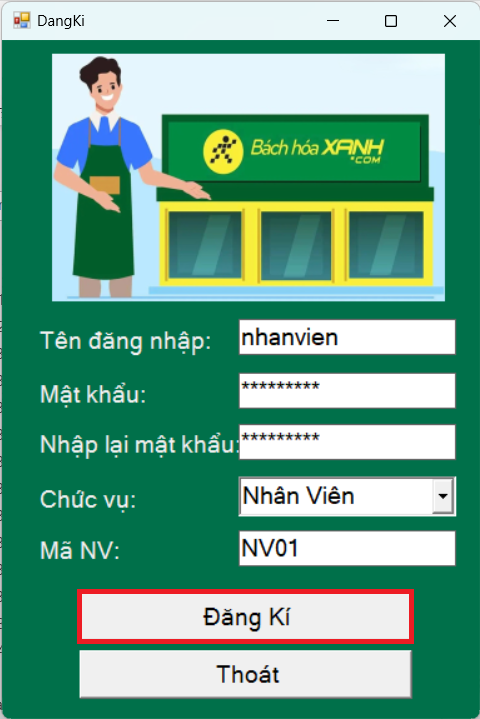 DangKi
Bách hóa XANH
.COM
Tên đăng nhập: nhanvien
Mật khẩu: *********
Nhập lại mật khẩu: *********
Chức vụ: Nhân Viên
Mã NV: NV01
Đăng Kí
Thoát